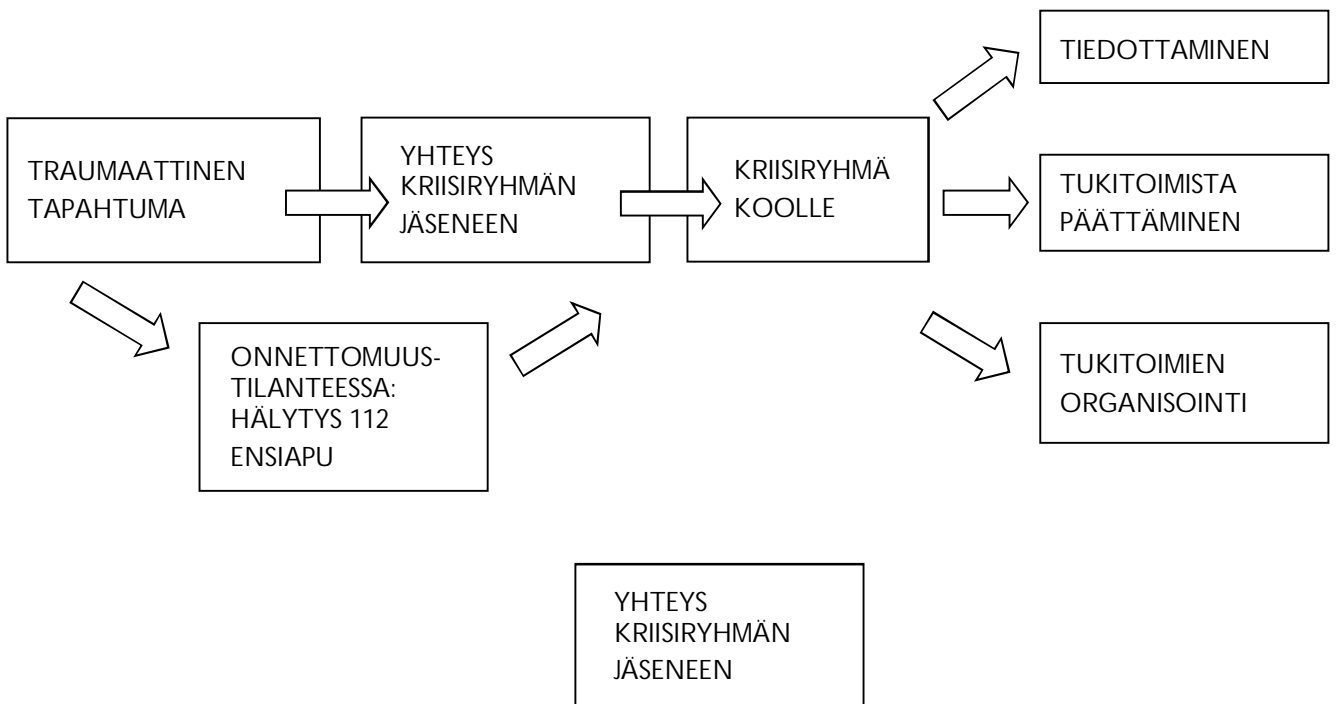 TRAUMAATTINEN
TAPAHTUMA
YHTEYS
KRIISIRYHMÄN
JÄSENEEN
KRIISIRYHMÄ
KOOLLE
TIEDOTTAMINEN
TUKITOIMISTA
PÄÄTTÄMINEN
TUKITOIMIEN
ORGANISOINTI
ONNETTOMUUS-
TILANTEESSA:
HÄLYTYS 112
ENSIAPU
YHTEYS
KRIISIRYHMÄN
JÄSENEEN